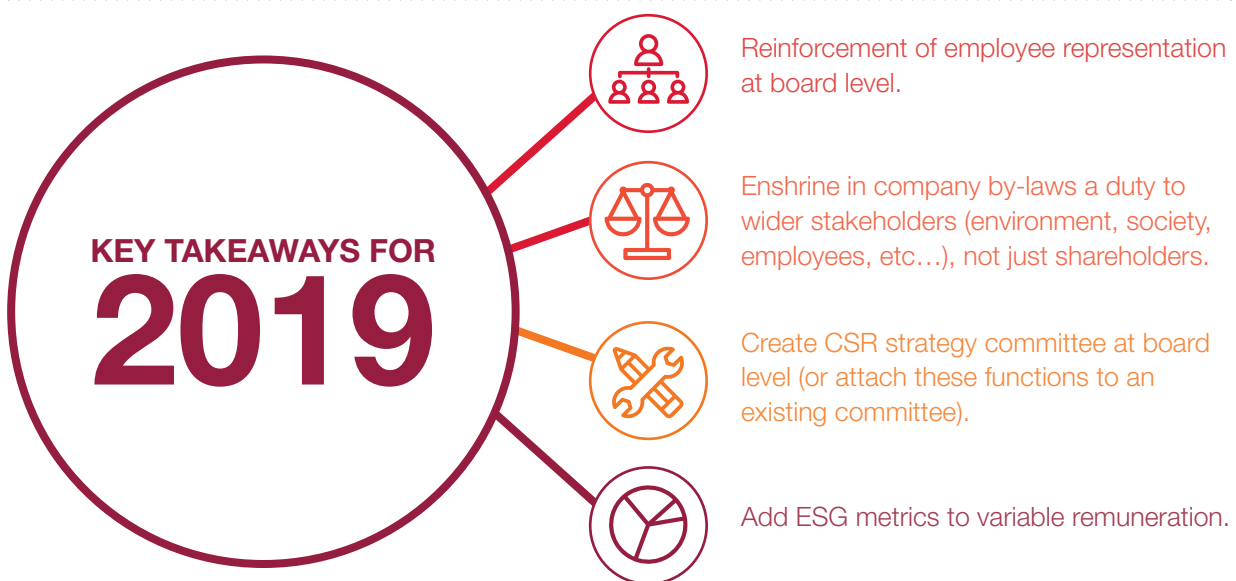 KEY TAKEAWAYS FOR
2019
Reinforcement of employee representation
at board level.
Enshrine in company by-laws a duty to
wider stakeholders (environment, society,
employees, etc…), not just shareholders.
Create CSR strategy committee at board
level (or attach these functions to an
existing committee).
Add ESG metrics to variable remuneration.